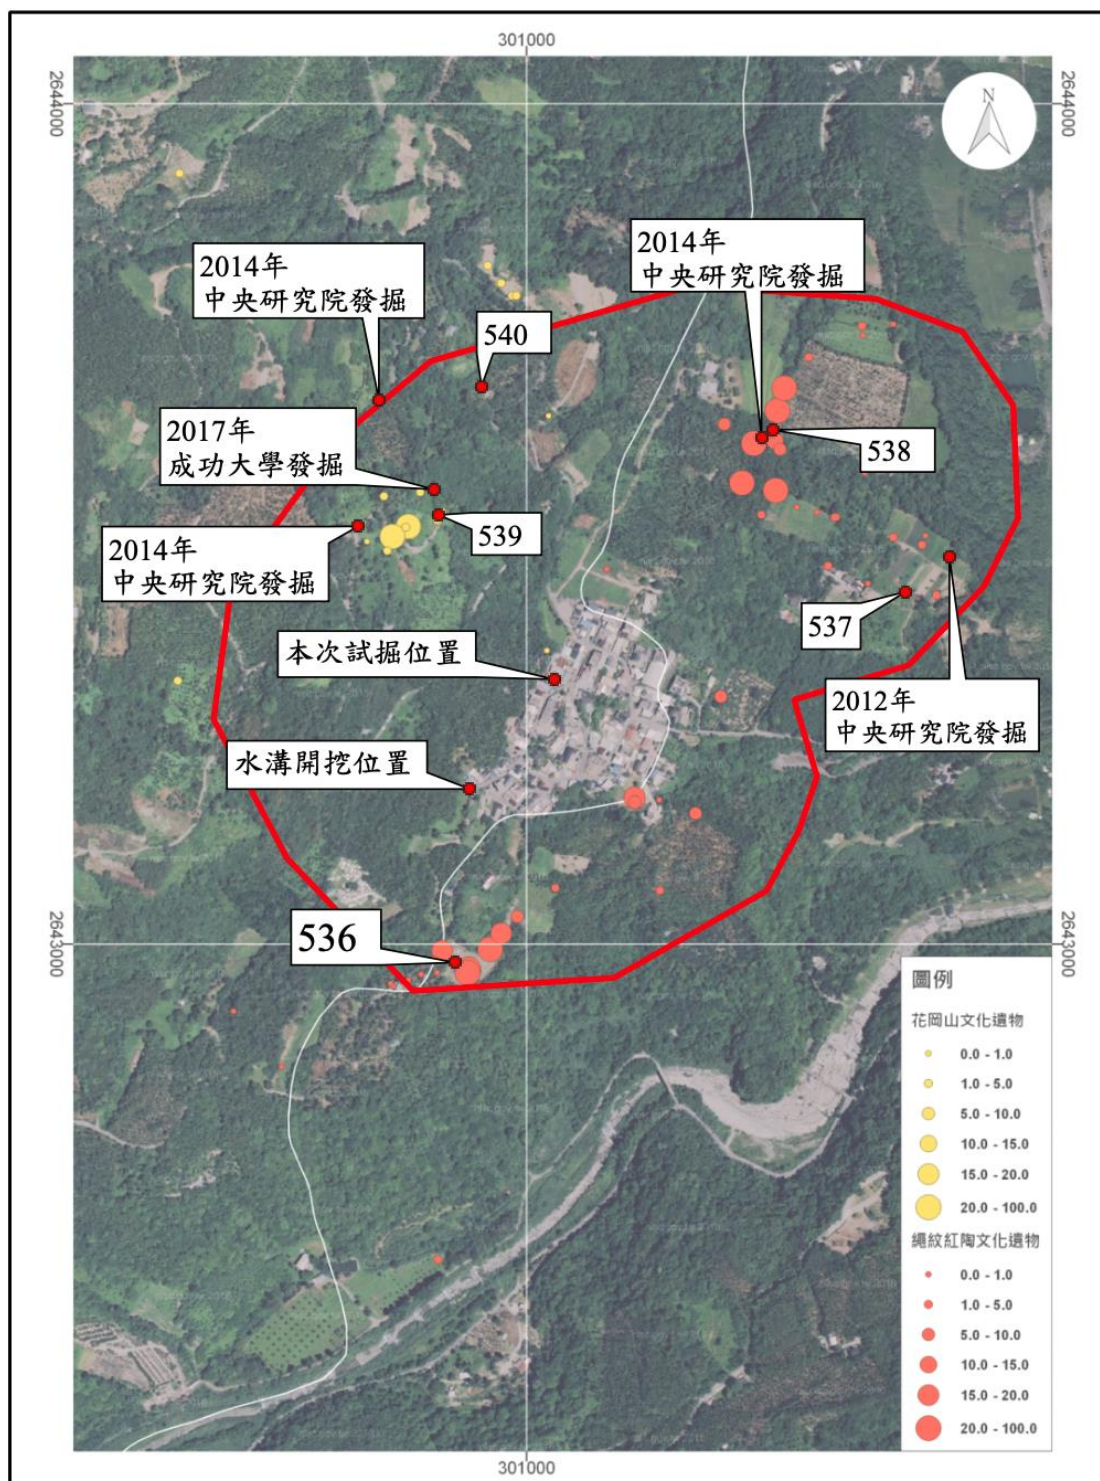 301000
2644000
2644000
N
2014年
中央研究院發掘
2014年
中央研究院發掘
540
2017年
成功大學發掘
538
539
2014年
中央研究院發掘
537
本次試掘位置
2012年
中央研究院發掘
水溝開挖位置
536
2643000
2643000
圖例
花岡山文化遺物
0.0 - 1.0
1.0 - 5.0
5.0 - 10.0
10.0 - 15.0
15.0 - 20.0
20.0 - 100.0
繩紋紅陶文化遺物
0.0 - 1.0
1.0 - 5.0
5.0 - 10.0
10.0 - 15.0
15.0 - 20.0
20.0 - 100.0
301000